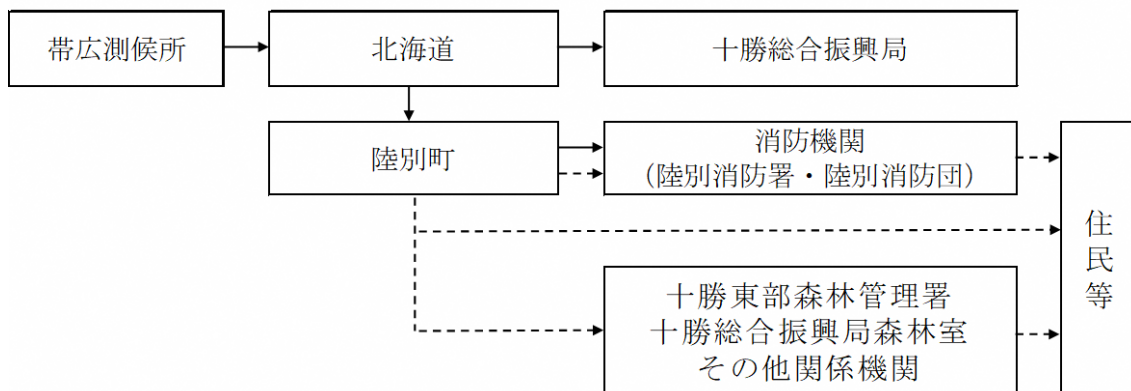 帯広測候所
北海道
十勝総合振興局
陸別町
消防機関
（陸別消防署・陸別消防団）
住民等
十勝東部森林管理署
十勝総合振興局森林室
その他関係機関